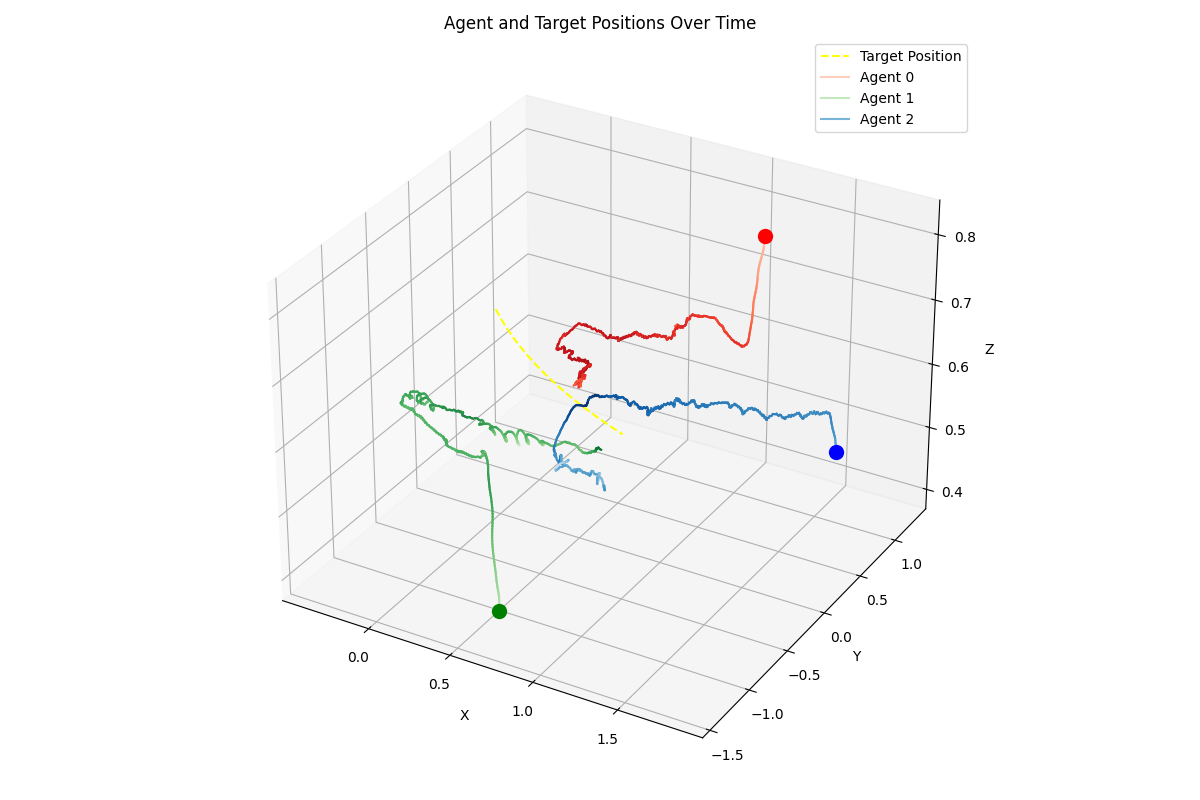 Agent and Target Positions Over Time
Target Position
Agent 0
Agent 1
Agent 2
0.8
0.7
0.6
0.5
0.4
Z
1.0
0.5
0.0
−0.5
−1.0
−1.5
Y
0.0
0.5
1.0
1.5
X